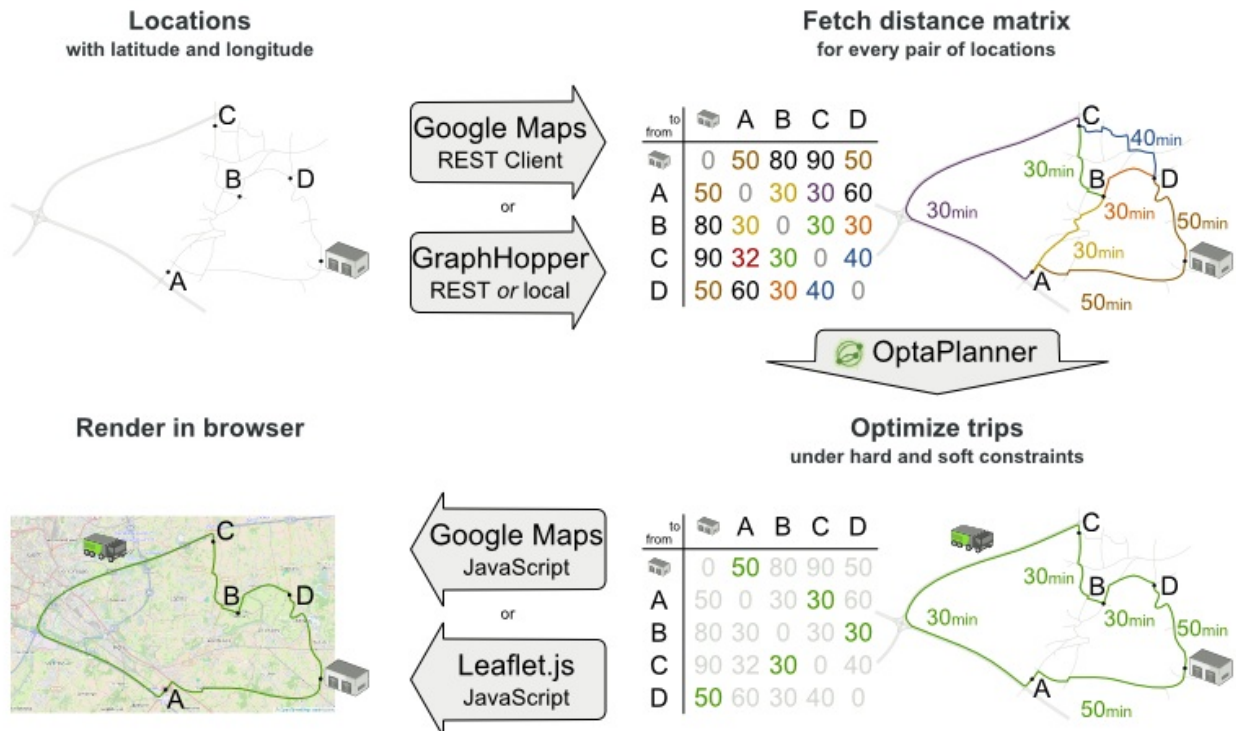 Locations
with latitude and longitude
C
B
D
A
Google Maps
REST Client
or
GraphHopper
REST or local
Fetch distance matrix
for every pair of locations
to
from
A B C D
0 50 80 90 50
A 50 0 30 30 60
B 80 30 0 30 30
C 90 32 30 0 40
D 50 60 30 40 0
C
40min
30min
D
B
30min
30min
50min
30min
A
50min
OptaPlanner
Render in browser
C
B
D
A
Google Maps
JavaScript
or
Leaflet.js
JavaScript
Optimize trips
under hard and soft constraints
to
from
A B C D
0 50 80 90 50
A 50 0 30 30 60
B 80 30 0 30 30
C 90 32 30 0 40
D 50 60 30 40 0
C
30min
D
B
30min
30min
50min
A
50min